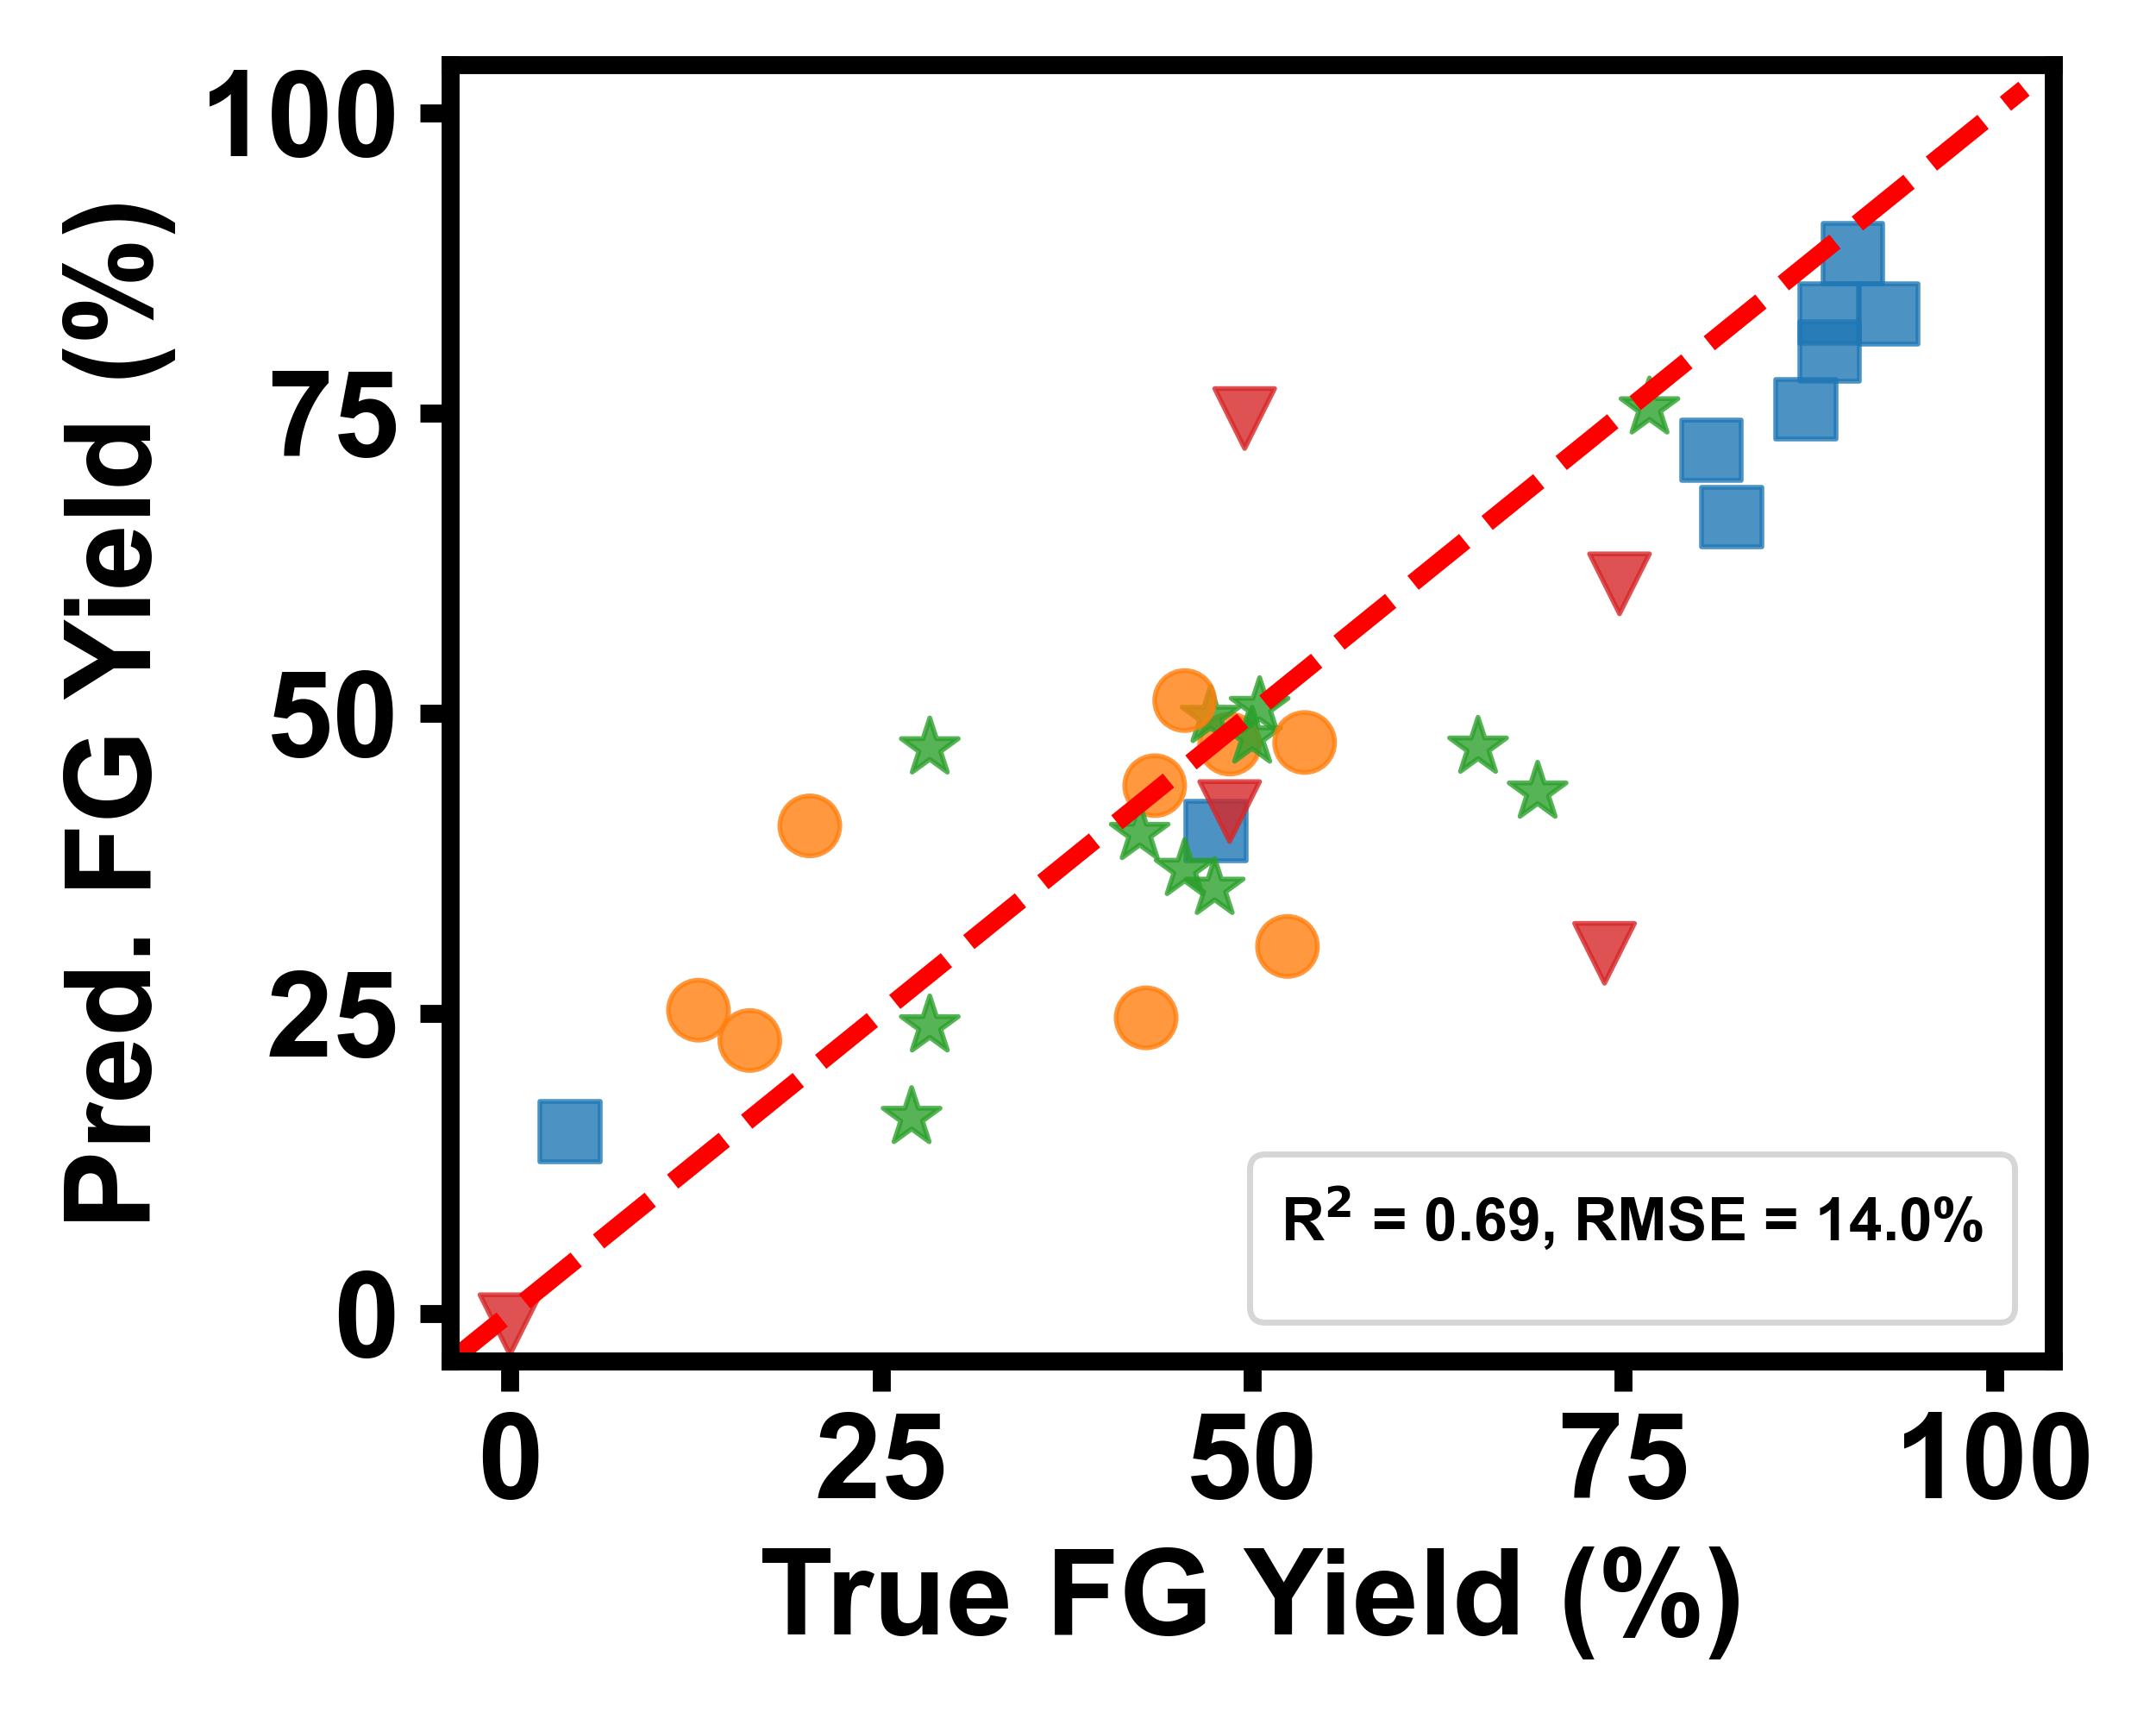 Pred. FG Yield (%)
100
75
50
25
0
R² = 0.69, RMSE = 14.0%
0 25 50 75 100
True FG Yield (%)